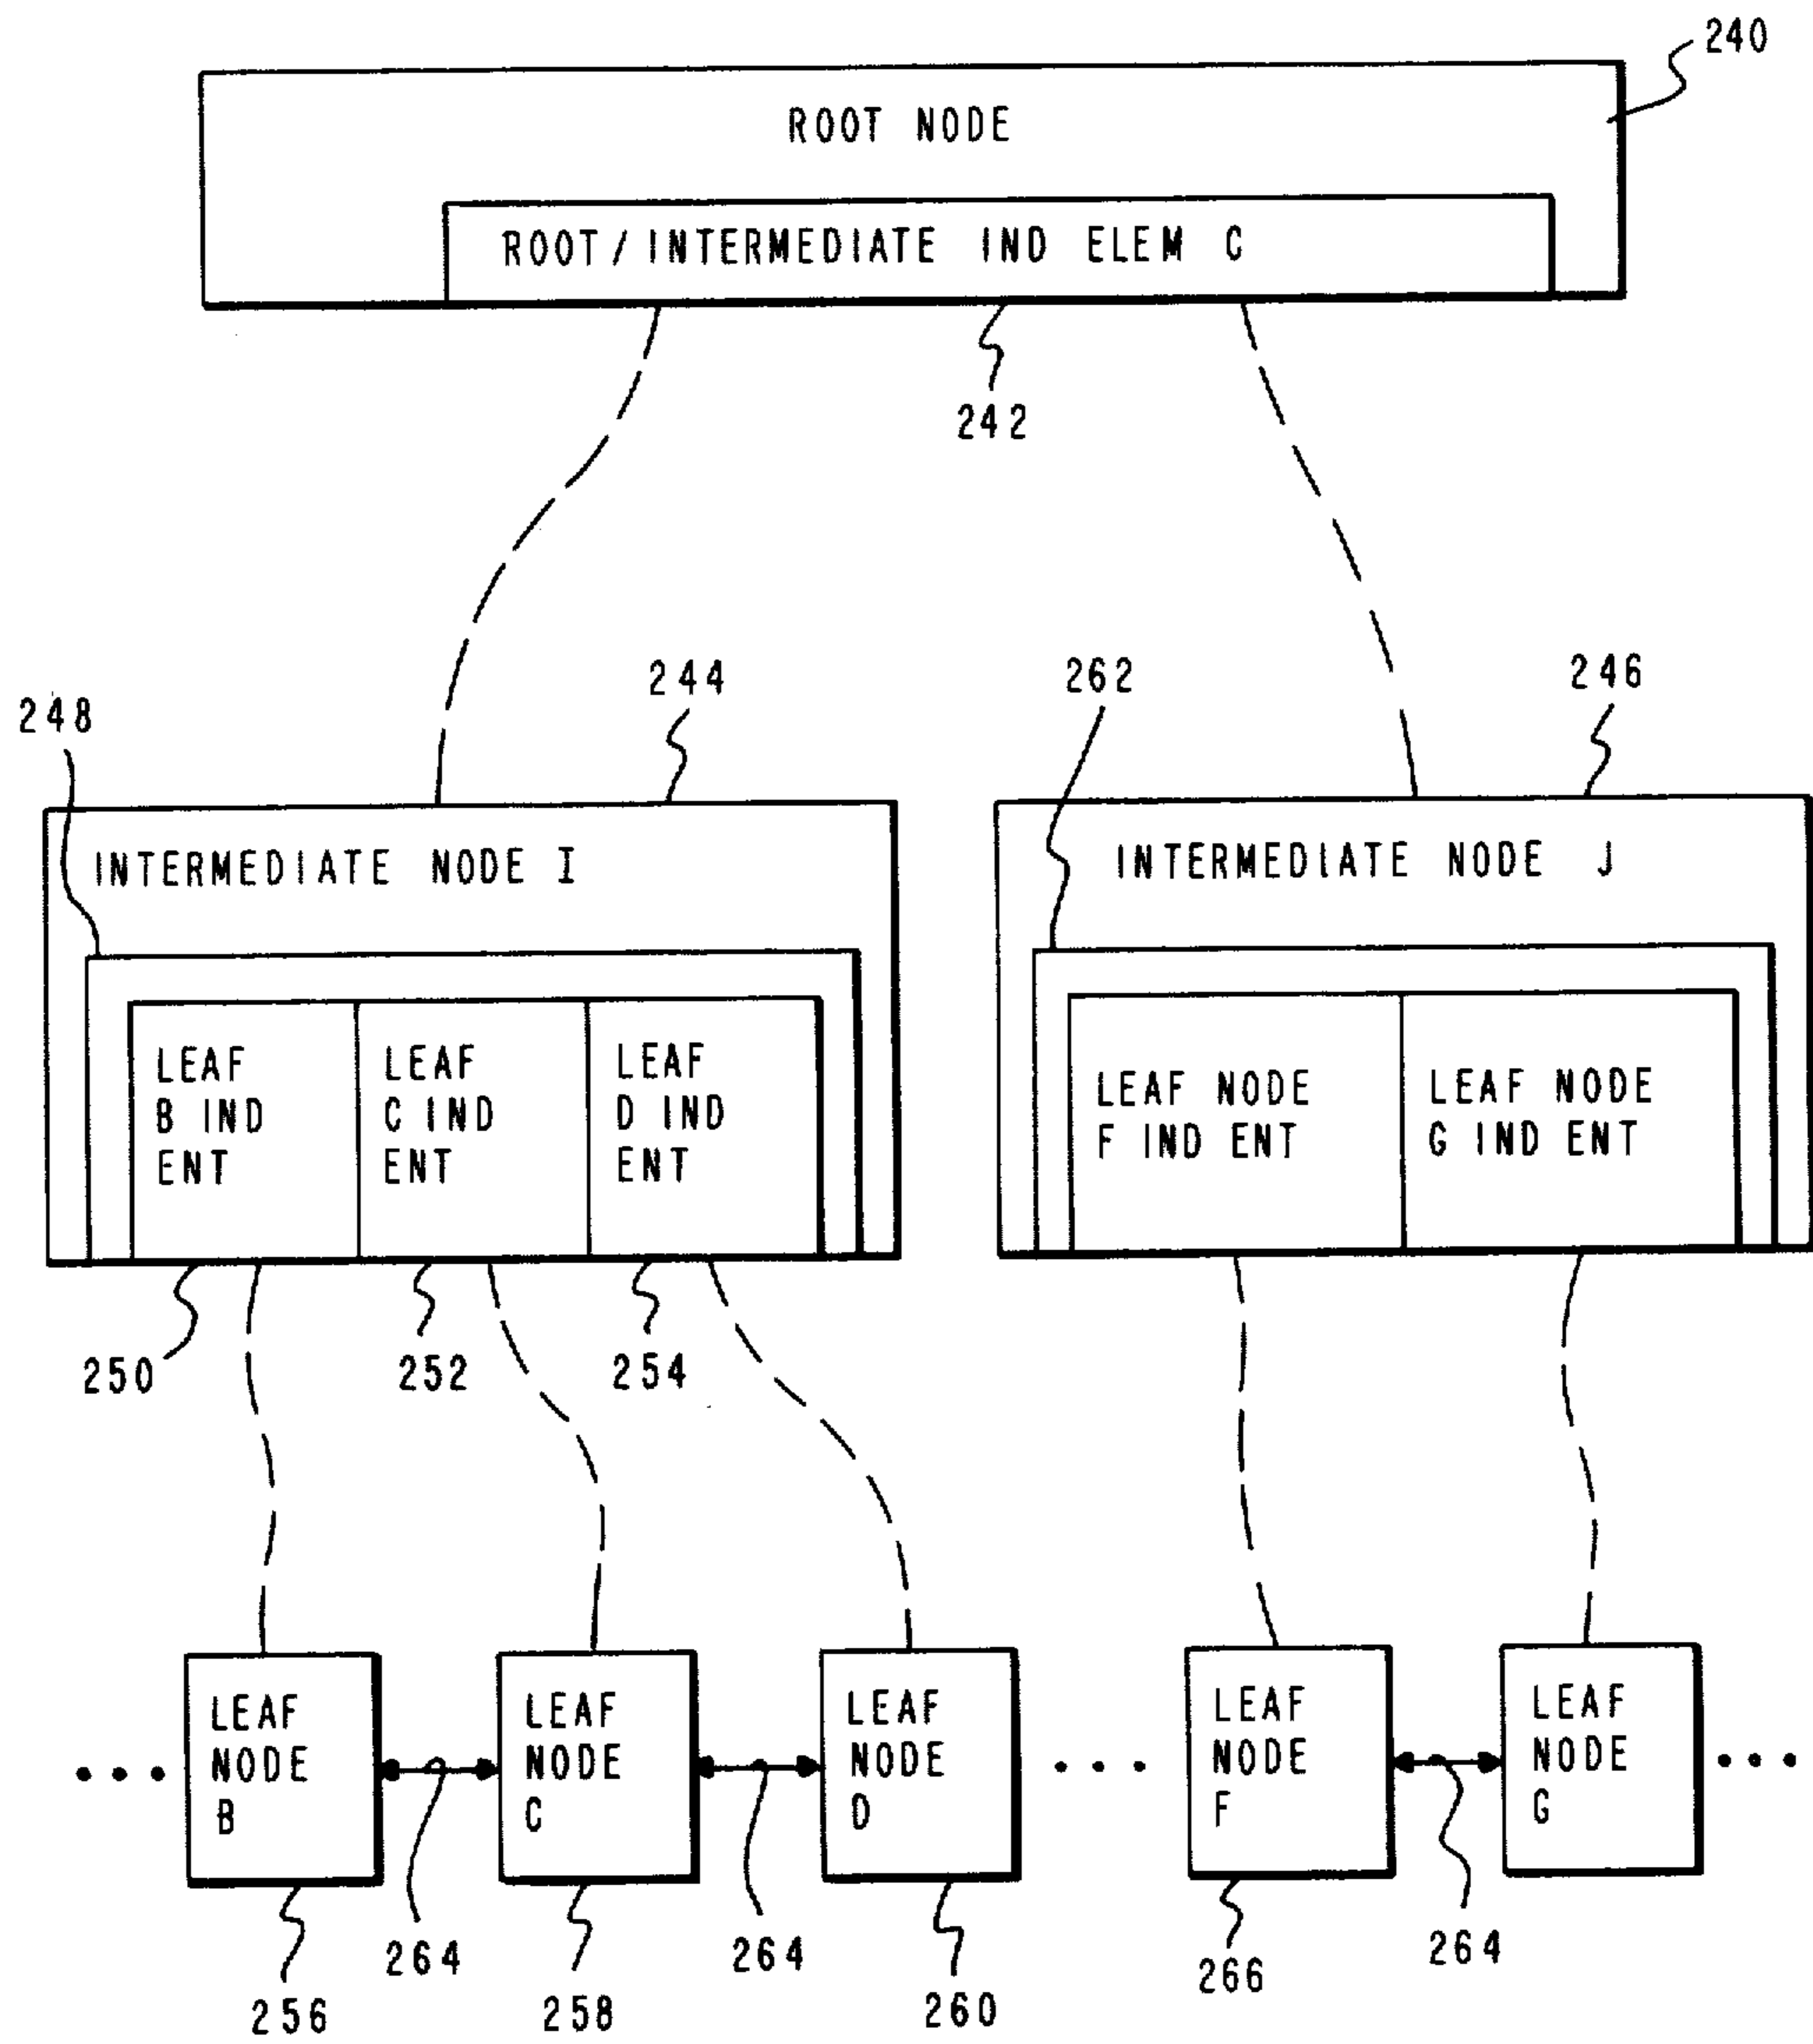 240
ROOT NODE
ROOT/INTERMEDIATE IND ELEM C
242
244
262
246
248
INTERMEDIATE NODE I
INTERMEDIATE NODE J
LEAF
B IND
ENT
LEAF
C IND
ENT
LEAF
D IND
ENT
LEAF NODE
F IND ENT
LEAF NODE
G IND ENT
250
252
254
• • •
LEAF
NODE
B
LEAF
NODE
C
LEAF
NODE
D
• • •
LEAF
NODE
F
LEAF
NODE
G
• • •
256
264
258
264
260
266
264